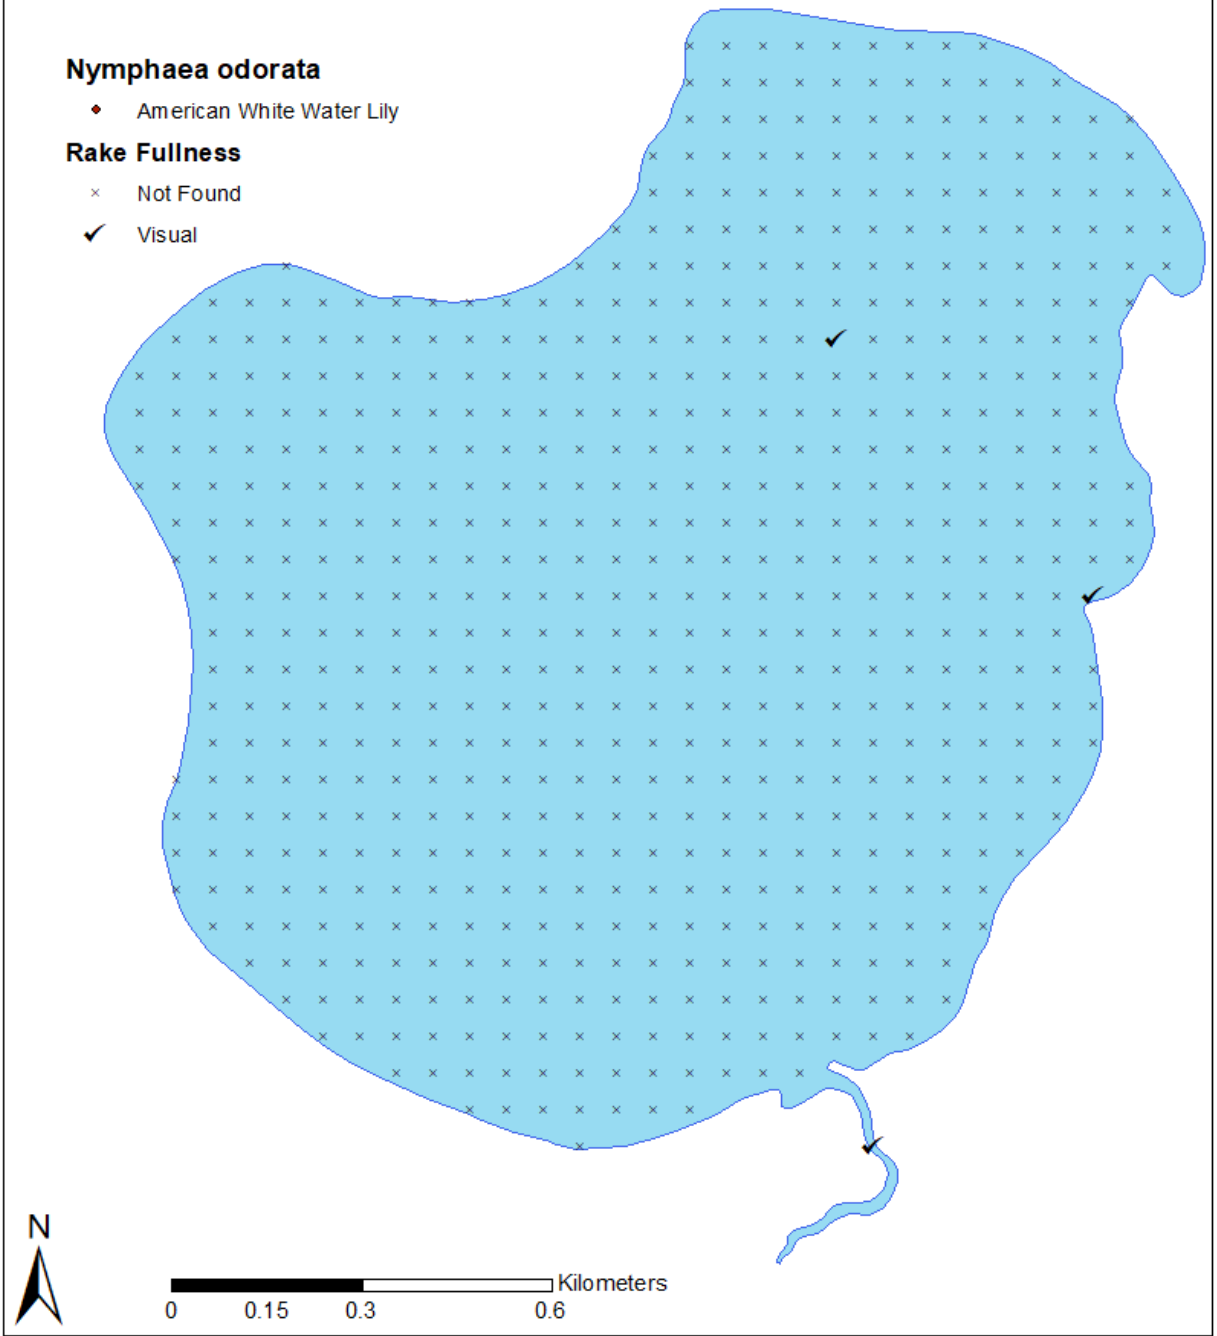 Nymphaea odorata
American White Water Lily
Rake Fullness
Not Found
Visual
N
Kilometers
0 0.15 0.3 0.6